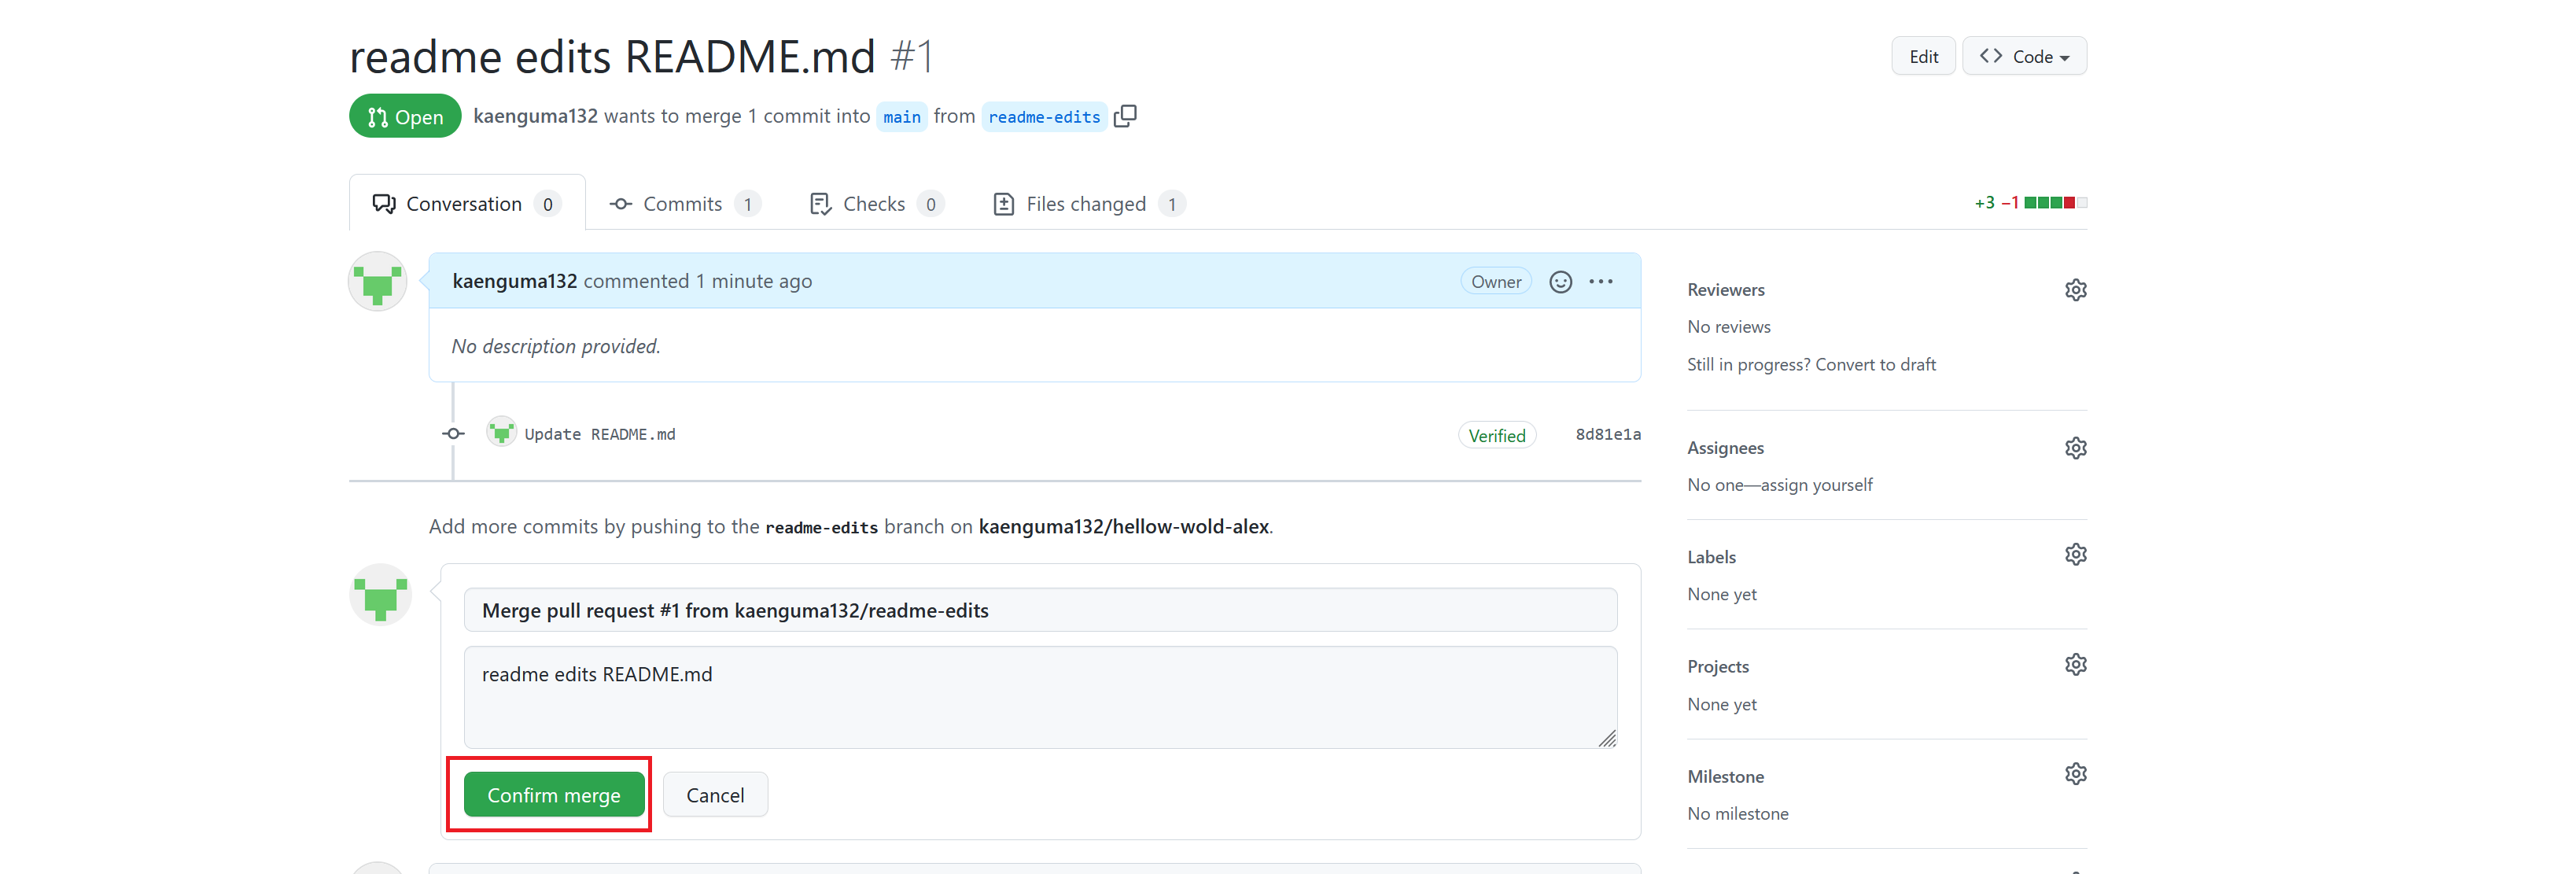 readme edits README.md #1
Edit
Code
Open
kaenguma132 wants to merge 1 commit into main from readme-edits
Conversation 0
Commits 1
Checks 0
Files changed 1
+3 −1
kaenguma132 commented 1 minute ago
Owner
No description provided.
Update README.md
Verified
8d81e1a
Add more commits by pushing to the readme-edits branch on kaenguma132/hellow-wold-alex.
Merge pull request #1 from kaenguma132/readme-edits
readme edits README.md
Confirm merge
Cancel
Reviewers
No reviews
Still in progress? Convert to draft
Assignees
No one—assign yourself
Labels
None yet
Projects
None yet
Milestone
No milestone